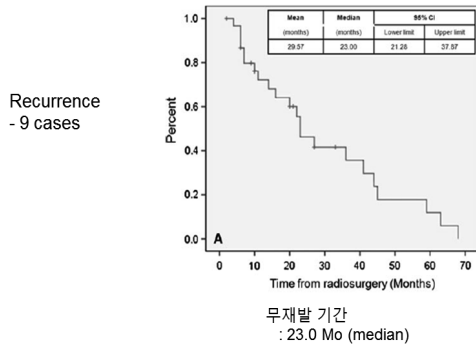 Recurrence
- 9 cases
Mean Median 95% CI
(months) (months) Lower limit Upper limit
29.57 23.00 21.28 37.87
1.0
0.8
0.6
0.4
0.2
0.0
Percent
A
0 10 20 30 40 50 60 70
Time from radiosurgery (Months)
무재발 기간
: 23.0 Mo (median)